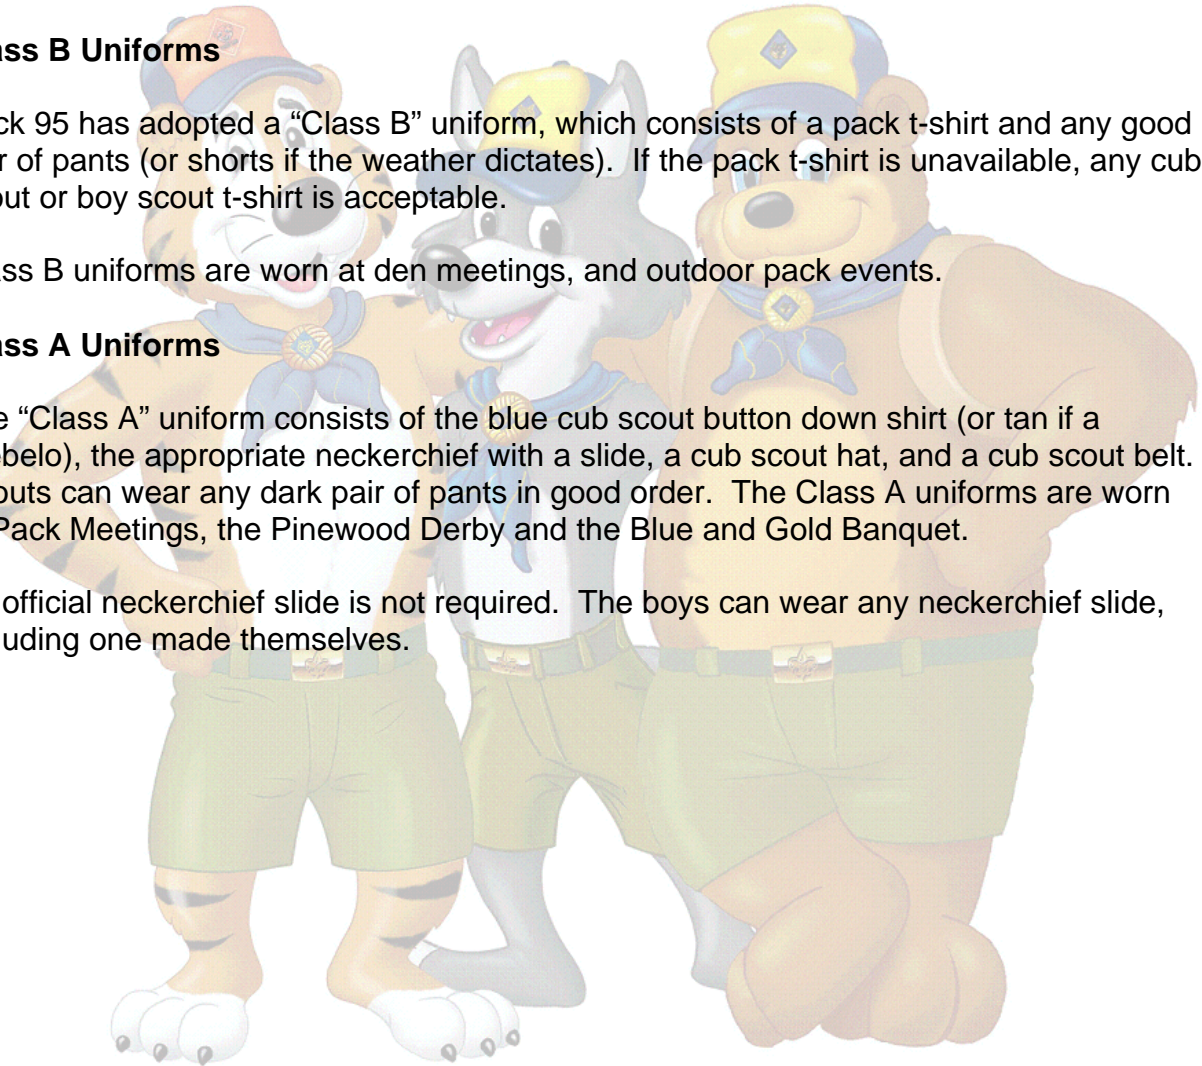 ass B Uniforms
ck 95 has adopted a “Class B” uniform, which consists of a pack t-shirt and any good
r of pants (or shorts if the weather dictates).  If the pack t-shirt is unavailable, any cub
out or boy scout t-shirt is acceptable.
ass B uniforms are worn at den meetings, and outdoor pack events.
ass A Uniforms
e “Class A” uniform consists of the blue cub scout button down shirt (or tan if a
ebelo), the appropriate neckerchief with a slide, a cub scout hat, and a cub scout belt.
outs can wear any dark pair of pants in good order.  The Class A uniforms are worn
Pack Meetings, the Pinewood Derby and the Blue and Gold Banquet.
official neckerchief slide is not required.  The boys can wear any neckerchief slide,
luding one made themselves.